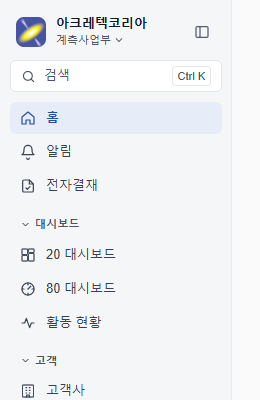 아크레텍코리아
계측사업부
검색 Ctrl K
홈
알림
전자결재
대시보드
20 대시보드
80 대시보드
활동 현황
고객
고객사